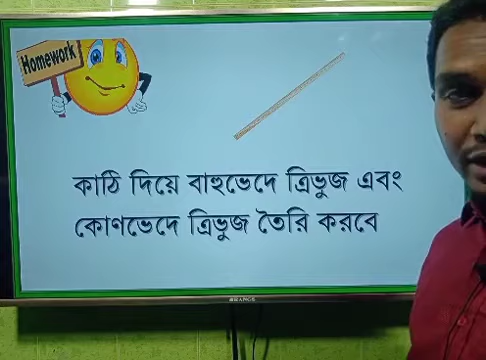 Homework
কাঠি দিয়ে বাহুভেদে ত্রিভুজ এবং
কোণভেদে ত্রিভুজ তৈরি করবে